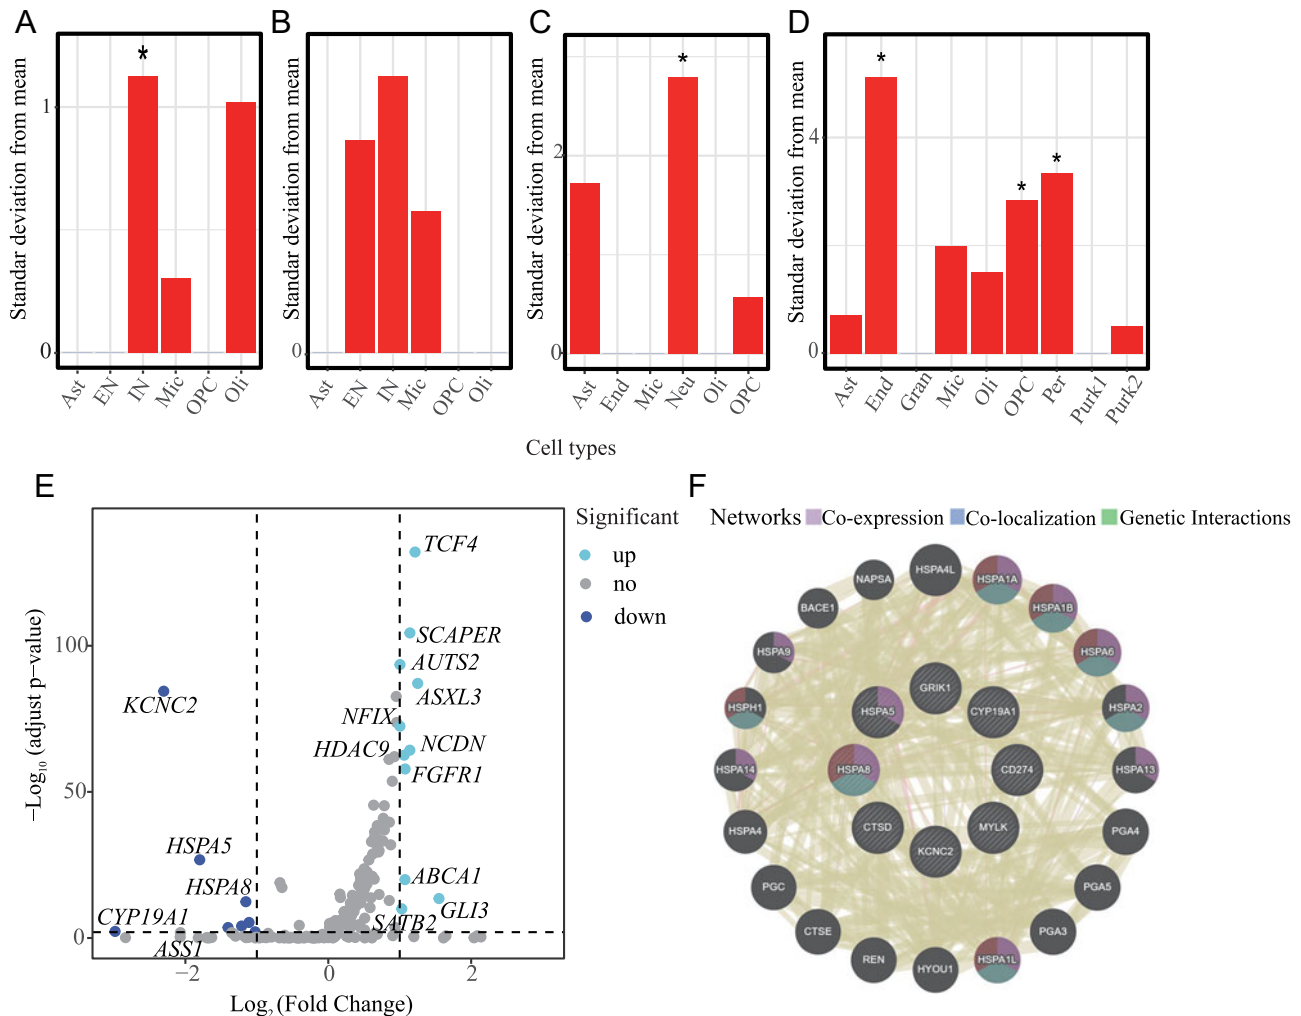 A
B
C
D
Standar deviation from mean
1
0
*
Ast
EN
IN
Mic
OPC
Oli
Standar deviation from mean
0
Ast
EN
IN
Mic
OPC
Oli
Standar deviation from mean
2
0
*
Ast
End
Mic
Neu
Oli
OPC
Standar deviation from mean
4
0
*
*
*
Ast
End
Gran
Mic
Oli
OPC
Per
Purk1
Purk2
Cell types
E
−Log₁₀ (adjust p−value)
100
50
0
−2
0
2
Log₂ (Fold Change)
TCF4
SCAPER
AUTS2
ASXL3
KCNC2
NFIX
HDAC9
NCDN
FGFR1
HSPA5
HSPA8
ABCA1
GLI3
SATB2
CYP19A1
ASS1
Significant
up
no
down
F
Networks Co-expression Co-localization Genetic Interactions
HSPA4L
NAPSA
HSPA1A
BACE1
HSPA1B
HSPA9
HSPA6
GRIK1
HSPA5
CYP19A1
HSPH1
HSPA2
HSPA14
HSPA8
CD274
HSPA13
CTSD
MYLK
HSPA4
KCNC2
PGA4
PGC
PGA5
CTSE
PGA3
REN
HYOU1
HSPA1L